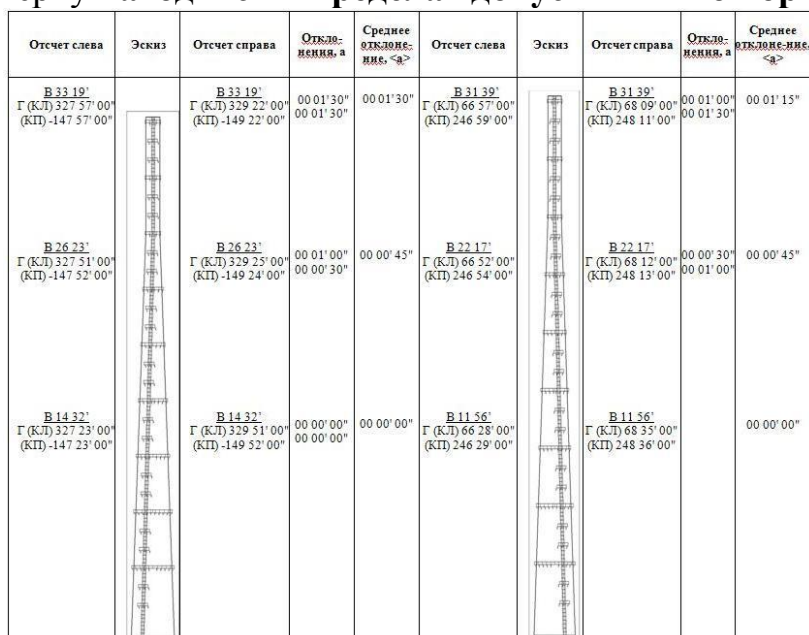 Отсчет слева Эскиз Отсчет справа Откло- нения, а Среднее отклоне- ние, <а> Отсчет слева Эскиз Отсчет справа Откло- нения, а Среднее отклоне-ние, <а>
В 33 19' В 33 19' 00 01'30" 00 01'30" В 31 39' В 31 39' 00 01'00" 00 01'15"
Г (КЛ) 327 57' 00" Г (КЛ) 329 22' 00" 00 01'30" Г (КЛ) 66 57' 00" Г (КЛ) 68 09' 00" 00 01'30"
(КП) -147 57' 00" (КП) -149 22' 00" (КП) 246 59' 00" (КП) 248 11' 00"
В 26 23' В 26 23' 00 01'00" 00 00'45" В 22 17' В 22 17' 00 00'30" 00 00'45"
Г (КЛ) 327 51' 00" Г (КЛ) 329 25' 00" 00 00'30" Г (КЛ) 66 52' 00" Г (КЛ) 68 12' 00" 00 01'00"
(КП) -147 52' 00" (КП) -149 24' 00" (КП) 246 54' 00" (КП) 248 13' 00"
В 14 32' В 14 32' 00 00'00" 00 00'00" В 11 56' В 11 56' 00 00'00"
Г (КЛ) 327 23' 00" Г (КЛ) 329 51' 00" 00 00'00" Г (КЛ) 66 28' 00" Г (КЛ) 68 35' 00"
(КП) -147 23' 00" (КП) -149 52' 00" (КП) 246 29' 00" (КП) 248 36' 00"